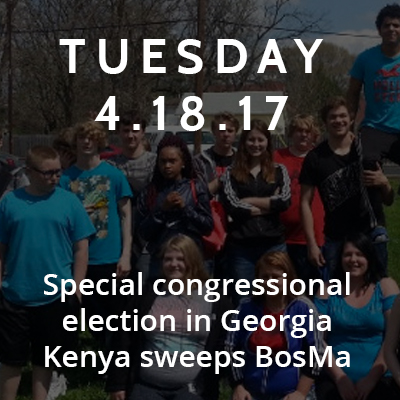 TUESDAY
4.18.17
Special congressional
election in Georgia
Kenya sweeps BosMa